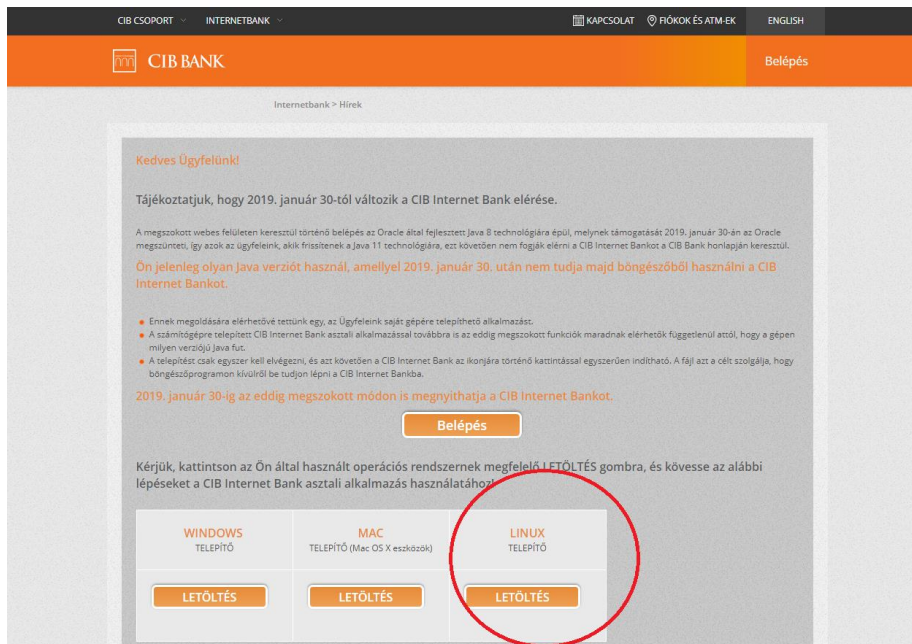 CIB CSOPORT INTERNETBANK KAPCSOLAT FIÓKOK ÉS ATM-EK ENGLISH
CIB BANK Belépés
Internetbank > Hírek
Kedves Ügyfelünk!
Tájékoztatjuk, hogy 2019. január 30-tól változik a CIB Internet Bank elérése.
A megszokott webes felületen keresztül történő belépés az Oracle által fejlesztett Java 8 technológiára épül, melynek támogatását 2019. január 30-án az Oracle
megszünteti, így azok az ügyfeleink, akik frissítenek a Java 11 technológiára, ezt követően nem fogják elérni a CIB Internet Bankot a CIB Bank honlapján keresztül.
Ön jelenleg olyan Java verziót használ, amellyel 2019. január 30. után nem tudja majd böngészőből használni a CIB
Internet Bankot.
Ennek megoldására elérhetővé tettünk egy, az Ügyfeleink saját gépére telepíthető alkalmazást.
A számítógépre telepített CIB Internet Bank asztali alkalmazással továbbra is az eddig megszokott funkciók maradnak elérhetők függetlenül attól, hogy a gépen
milyen verziójú Java fut.
A telepítést csak egyszer kell elvégezni, és azt követően a CIB Internet Bank az ikonjára történő kattintással egyszerűen indítható. A fájl azt a célt szolgálja, hogy
böngészőprogramon kívülről be tudjon lépni a CIB Internet Bankba.
2019. január 30-ig az eddig megszokott módon is megnyithatja a CIB Internet Bankot.
Belépés
Kérjük, kattintson az Ön által használt operációs rendszernek megfelelő LETÖLTÉS gombra, és kövesse az alábbi
lépéseket a CIB Internet Bank asztali alkalmazás használatához!
WINDOWS MAC LINUX
TELEPÍTŐ TELEPÍTŐ (Mac OS X eszközök) TELEPÍTŐ
LETÖLTÉS LETÖLTÉS LETÖLTÉS